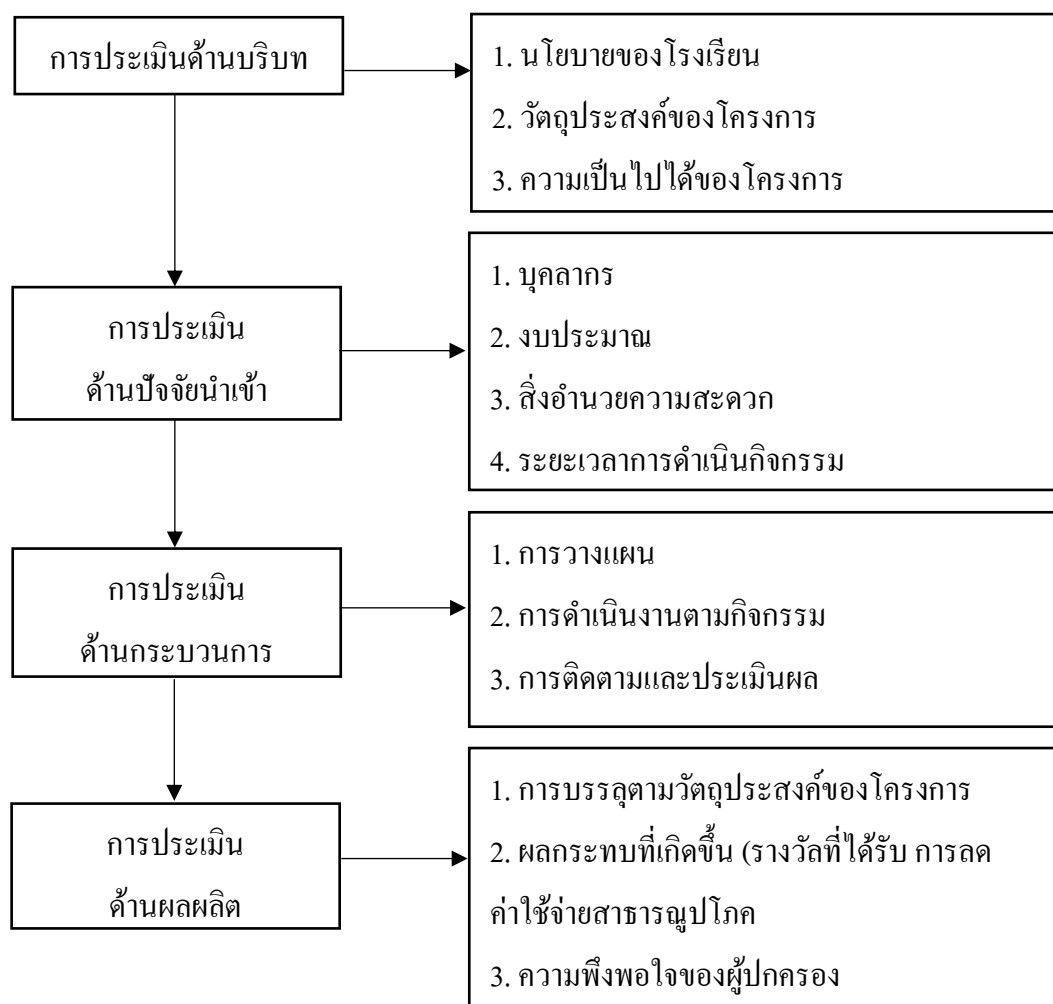 การประเมินด้านบริบท
1. นโยบายของโรงเรียน
2. วัตถุประสงค์ของโครงการ
3. ความเป็นไปได้ของโครงการ
การประเมิน
ด้านปัจจัยนำเข้า
1. บุคลากร
2. งบประมาณ
3. สิ่งอำนวยความสะดวก
4. ระยะเวลาการดำเนินกิจกรรม
การประเมิน
ด้านกระบวนการ
1. การวางแผน
2. การดำเนินงานตามกิจกรรม
3. การติดตามและประเมินผล
การประเมิน
ด้านผลผลิต
1. การบรรลุตามวัตถุประสงค์ของโครงการ
2. ผลกระทบที่เกิดขึ้น (รางวัลที่ได้รับ การลด
ค่าใช้จ่ายสาธารณูปโภค
3. ความพึงพอใจของผู้ปกครอง